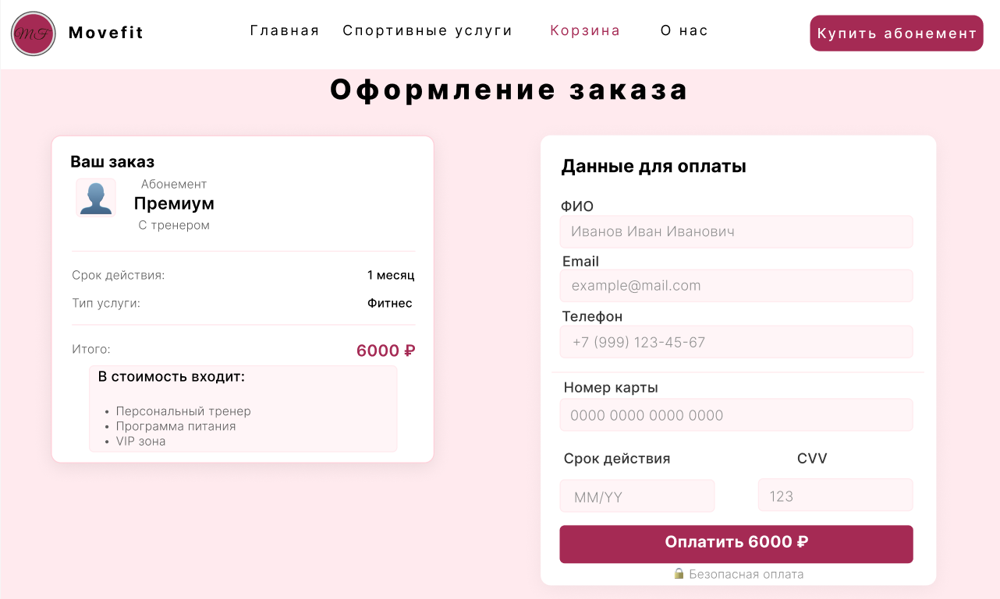 MF Movefit
Главная Спортивные услуги Корзина О нас
Купить абонемент
Оформление заказа
Ваш заказ
Абонемент
Премиум
С тренером
Срок действия: 1 месяц
Тип услуги: Фитнес
Итого: 6000 ₽
В стоимость входит:
• Персональный тренер
• Программа питания
• VIP зона
Данные для оплаты
ФИО
Иванов Иван Иванович
Email
example@mail.com
Телефон
+7 (999) 123-45-67
Номер карты
0000 0000 0000 0000
Срок действия CVV
MM/YY 123
Оплатить 6000 ₽
🔒 Безопасная оплата